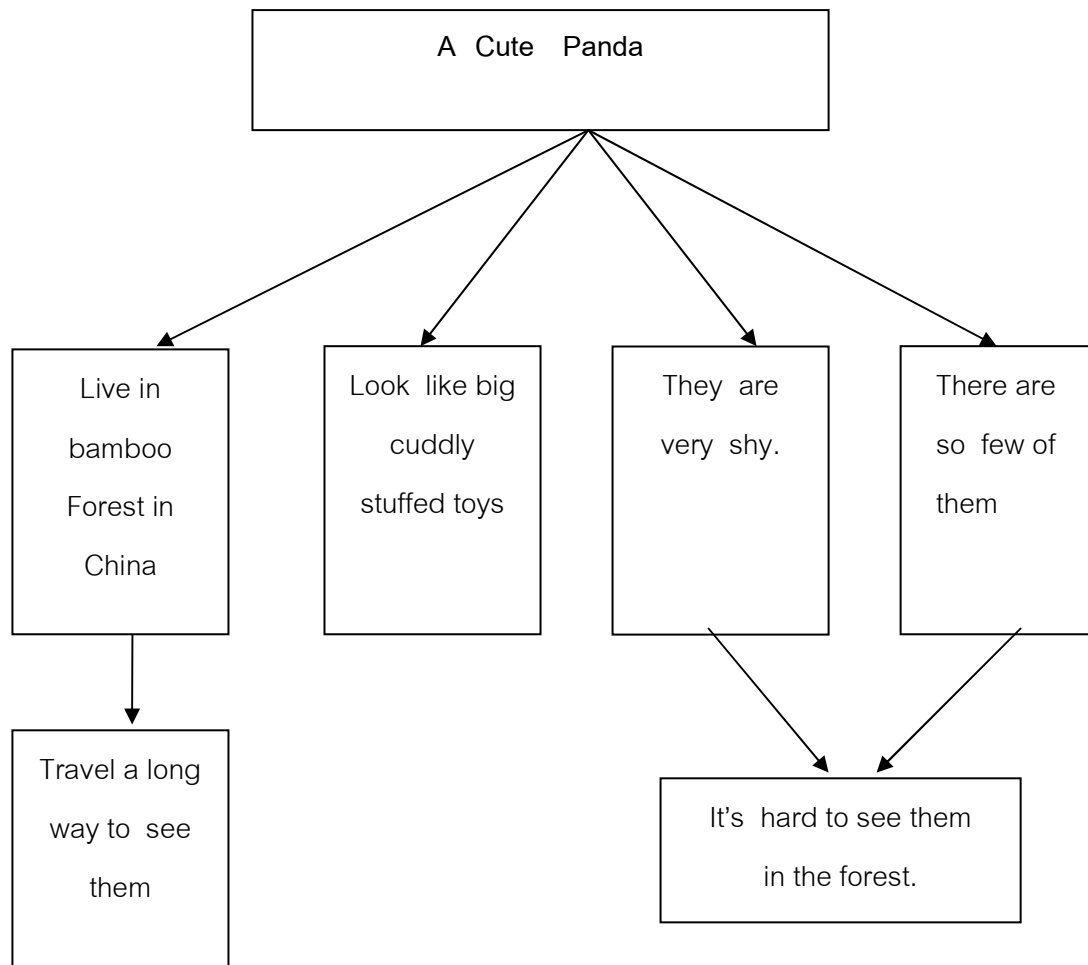 A Cute Panda
Live in
bamboo
Forest in
China
Look like big
cuddly
stuffed toys
They are
very shy.
There are
so few of
them
Travel a long
way to see
them
It's hard to see them
in the forest.